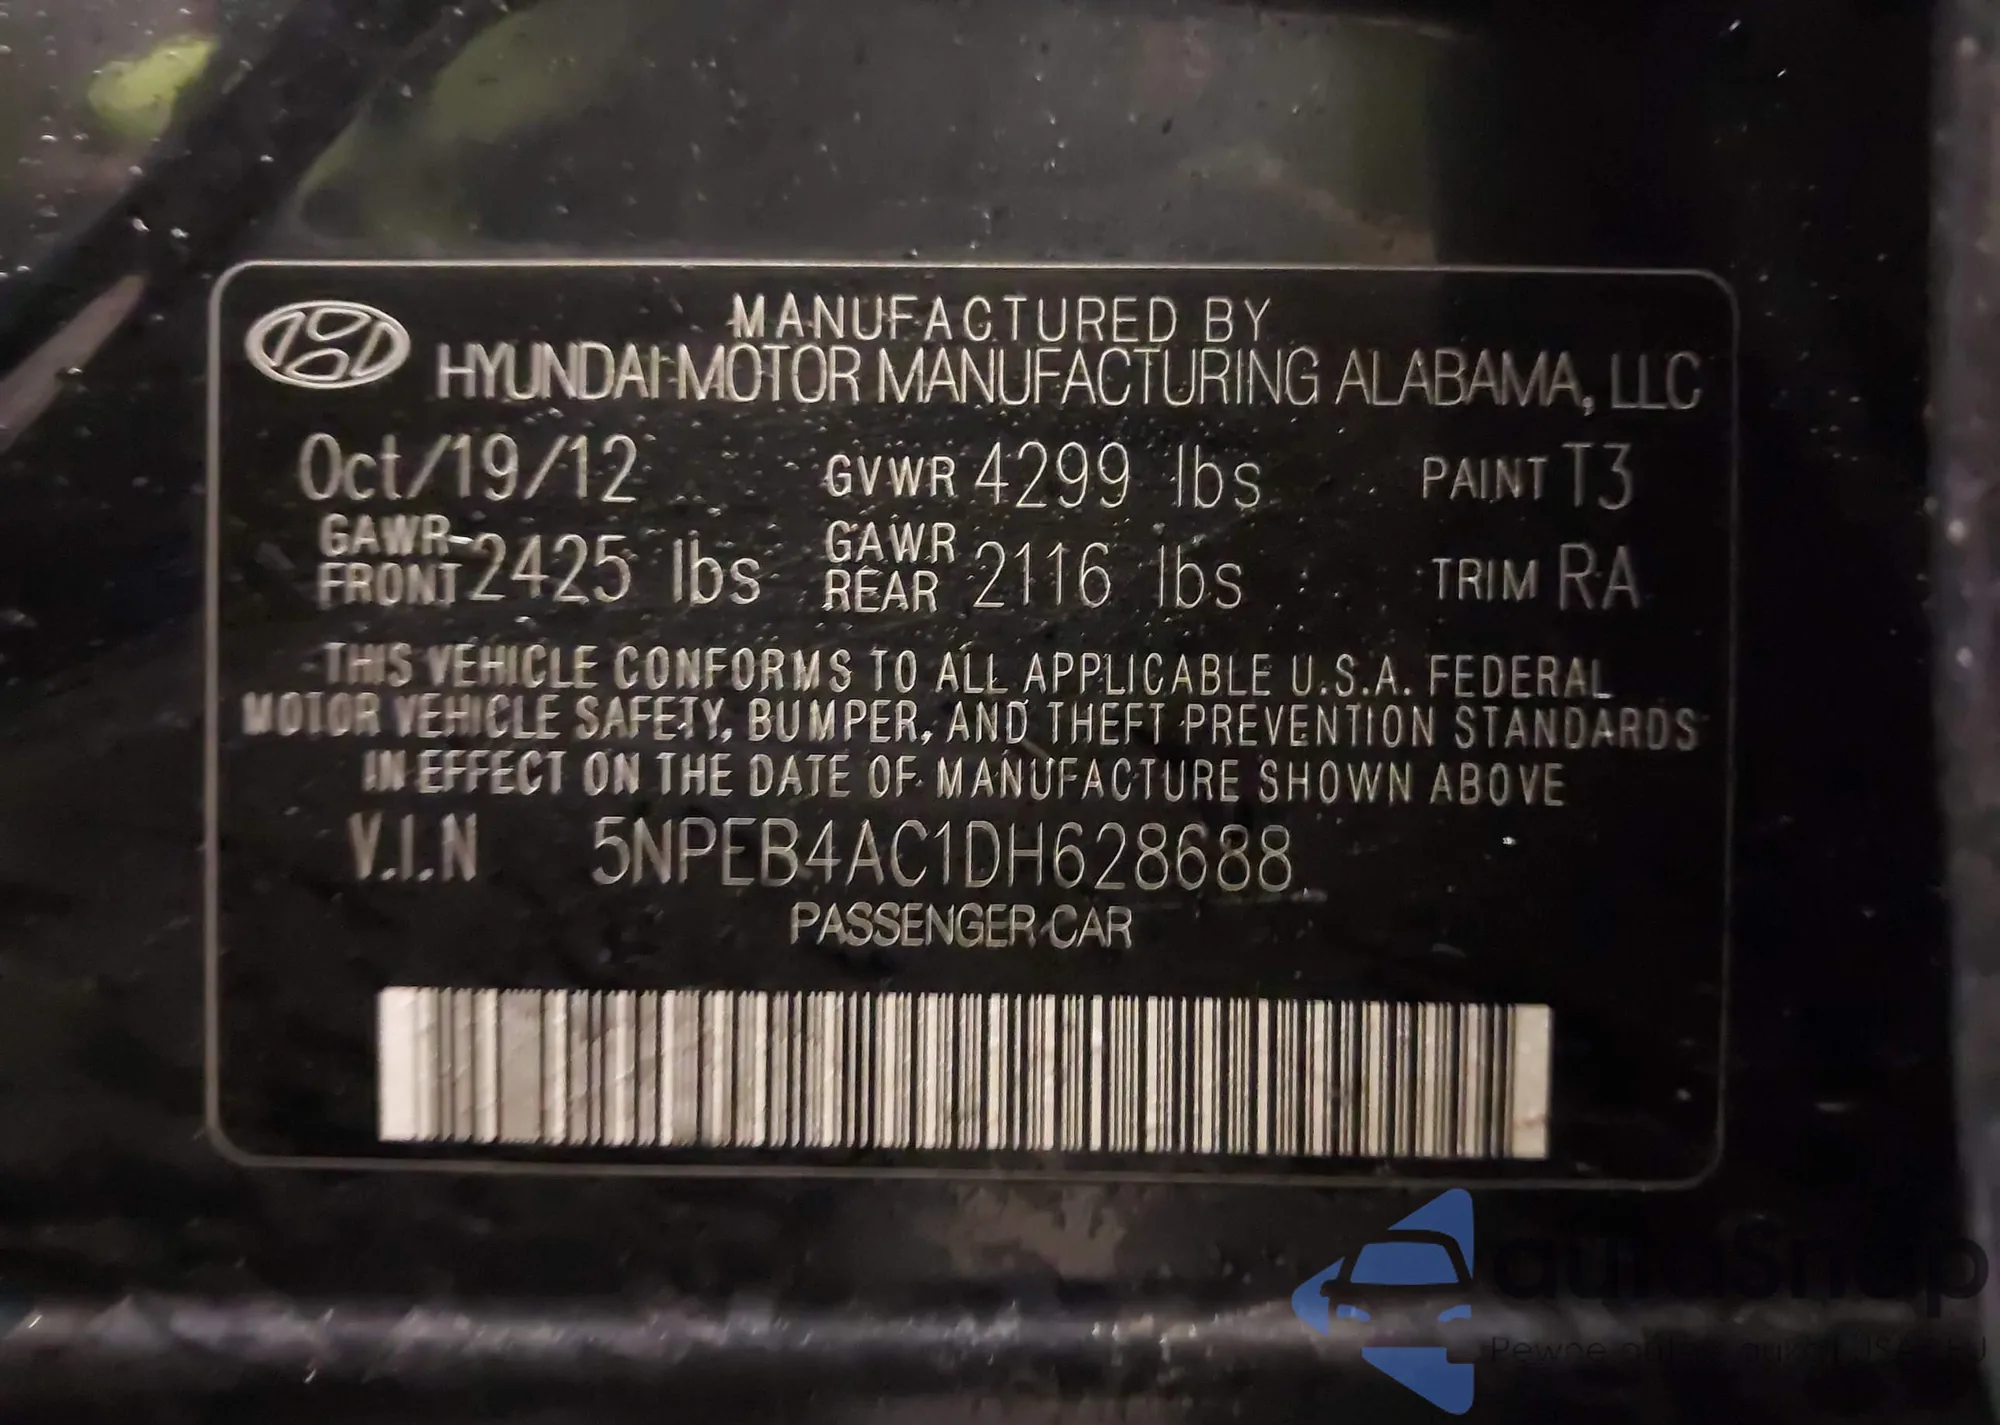 MANUFACTURED BY
HYUNDAI MOTOR MANUFACTURING ALABAMA, LLC
Oct/19/12 GVWR 4299 lbs PAINT T3
GAWR FRONT 2425 lbs GAWR REAR 2116 lbs TRIM RA
THIS VEHICLE CONFORMS TO ALL APPLICABLE U.S.A. FEDERAL
MOTOR VEHICLE SAFETY, BUMPER, AND THEFT PREVENTION STANDARDS
IN EFFECT ON THE DATE OF MANUFACTURE SHOWN ABOVE
V.I.N 5NPEB4AC1DH628688
PASSENGER CAR
autoSnap
Pewne